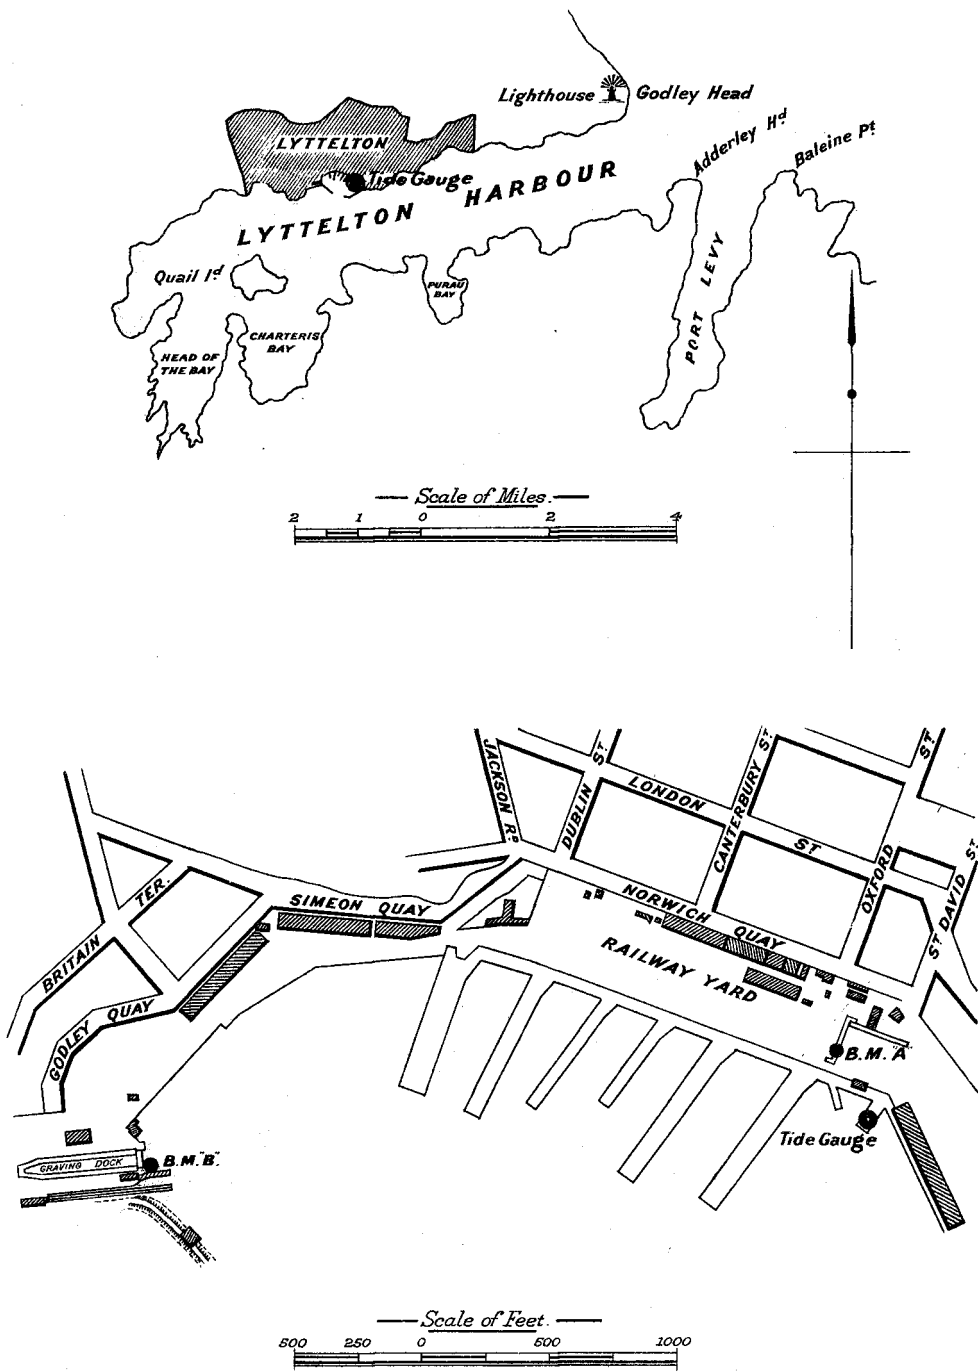 Lighthouse Godley Head
Adderley Hd
Baleine Pt
LYTTELTON
Tide Gauge
LYTTELTON HARBOUR
Quail Id
PURAU
BAY
PORT LEVY
CHARTERIS
BAY
HEAD OF
THE BAY
Scale of Miles.
2 1 0 2 4
JACKSON RD
DUBLIN ST
LONDON ST
CANTERBURY ST
OXFORD ST
ST DAVID ST
NORWICH QUAY
SIMEON QUAY
BRITAIN TER.
GODLEY QUAY
RAILWAY YARD
B.M. "A"
Tide Gauge
GRAVING DOCK
B.M. "B".
Scale of Feet.
500 250 0 500 1000